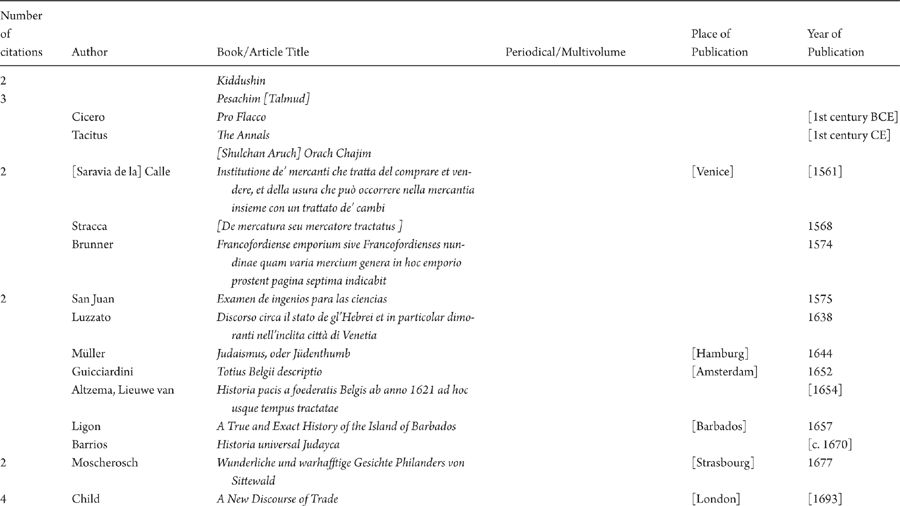 Number
of
citations Author Book/Article Title Periodical/Multivolume Place of Publication Year of Publication
2 Kiddushin
3 Pesachim [Talmud]
Cicero Pro Flacco [1st century BCE]
Tacitus The Annals [1st century CE]
[Shulchan Aruch] Orach Chajim
2 [Saravia de la] Calle Institutione de' mercanti che tratta del comprare et ven- [Venice] [1561]
dere, et della usura che può occorrere nella mercantia
insieme con un trattato de' cambi
Stracca [De mercatura seu mercatore tractatus ] 1568
Brunner Francofordiense emporium sive Francofordienses nun- 1574
dinae quam varia mercium genera in hoc emporio
prostent pagina septima indicabit
2 San Juan Examen de ingenios para las ciencias 1575
Luzzato Discorso circa il stato de gl'Hebrei et in particolar dimo- 1638
ranti nell'inclita città di Venetia
Müller Judaismus, oder Jüdenthumb [Hamburg] 1644
Guicciardini Totius Belgii descriptio [Amsterdam] 1652
Altzema, Lieuwe van Historia pacis a foederatis Belgis ab anno 1621 ad hoc [1654]
usque tempus tractatae
Ligon A True and Exact History of the Island of Barbados [Barbados] 1657
Barrios Historia universal Judayca [c. 1670]
2 Moscherosch Wunderliche und warhafftige Gesichte Philanders von [Strasbourg] 1677
Sittewald
4 Child A New Discourse of Trade [London] [1693]